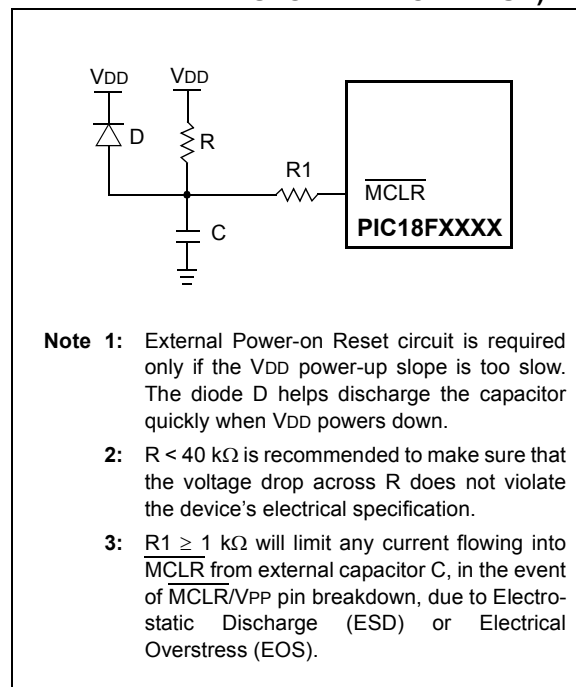 VDD VDD
D
R
R1
MCLR
PIC18FXXXX
C
Note 1: External Power-on Reset circuit is required
only if the VDD power-up slope is too slow.
The diode D helps discharge the capacitor
quickly when VDD powers down.
2: R < 40 kΩ is recommended to make sure that
the voltage drop across R does not violate
the device's electrical specification.
3: R1 ≥ 1 kΩ will limit any current flowing into
MCLR from external capacitor C, in the event
of MCLR/VPP pin breakdown, due to Electro-
static Discharge (ESD) or Electrical
Overstress (EOS).